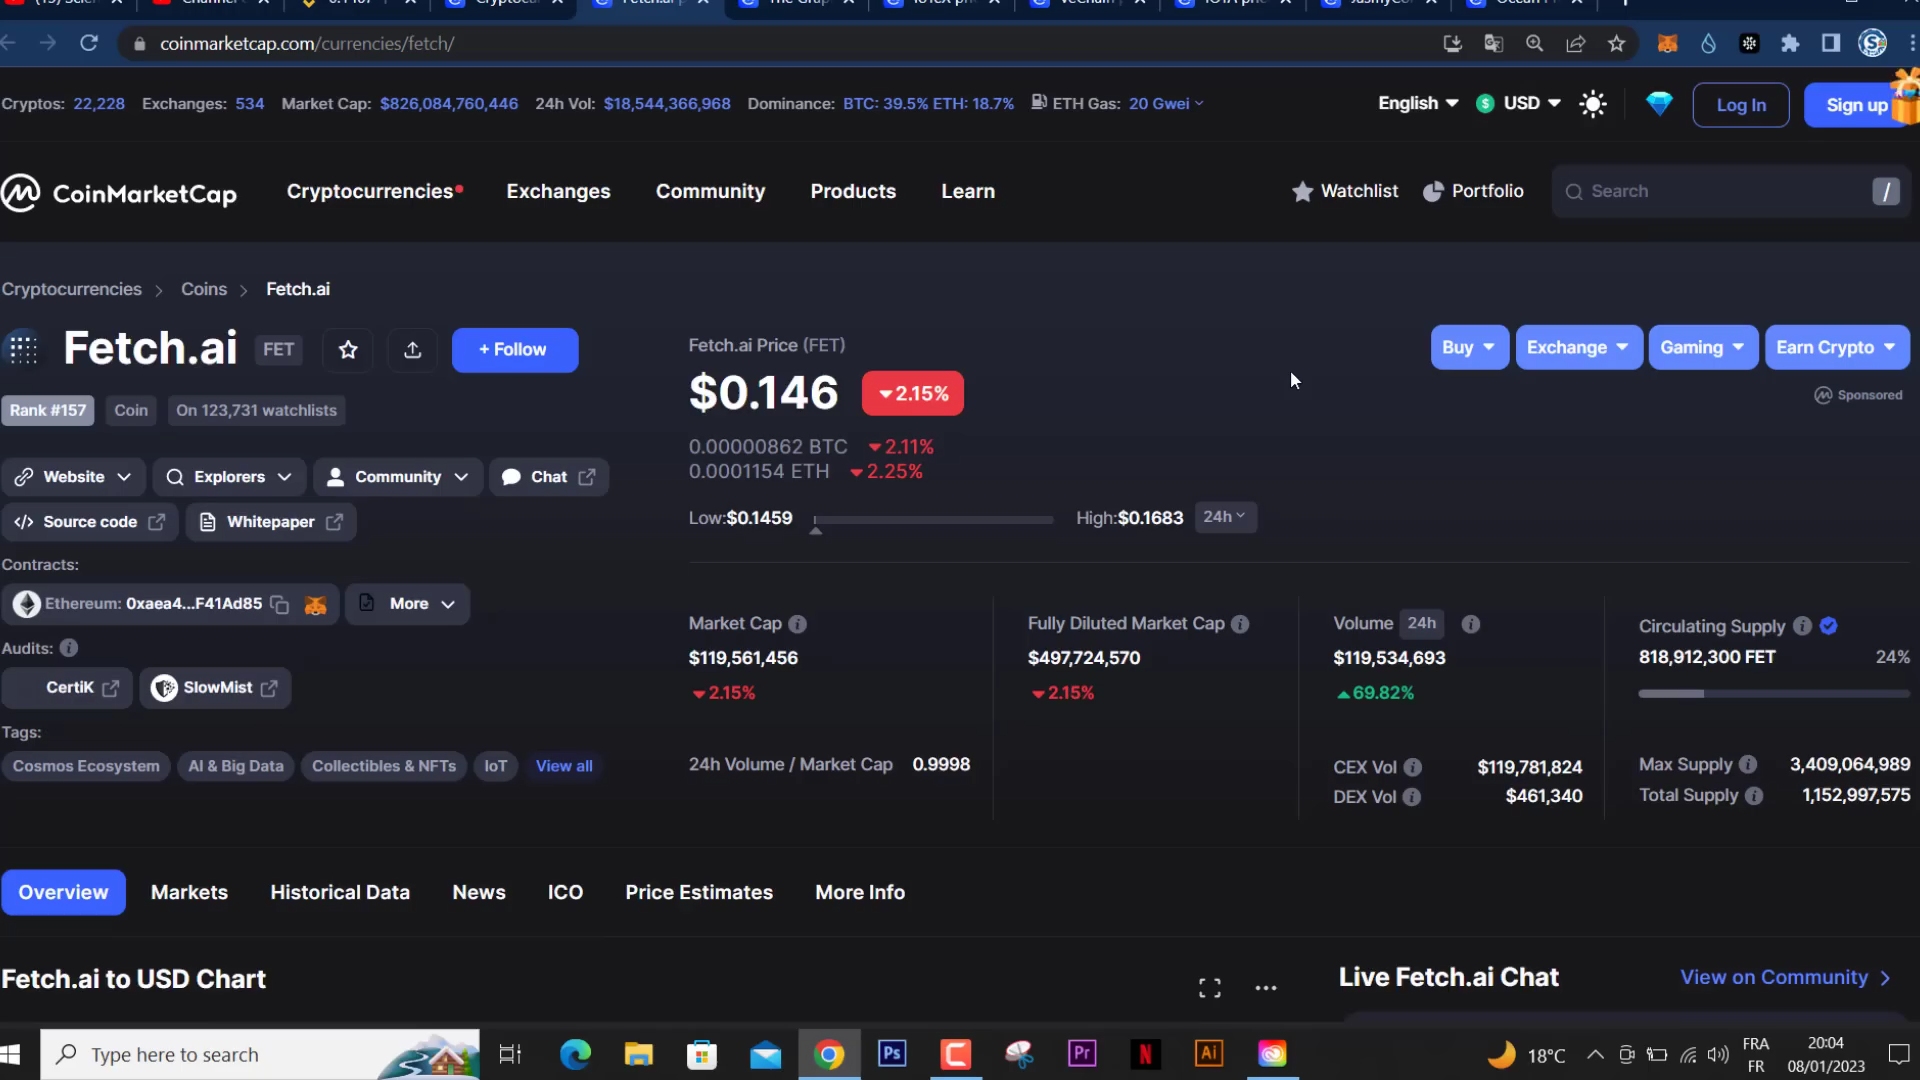 coinmarketcap.com/currencies/fetch/
Cryptos: 22,228 Exchanges: 534 Market Cap: $826,084,760,446 24h Vol: $18,544,366,968 Dominance: BTC: 39.5% ETH: 18.7% ETH Gas: 20 Gwei
English USD Log In Sign up
CoinMarketCap Cryptocurrencies Exchanges Community Products Learn Watchlist Portfolio Search /
Cryptocurrencies > Coins > Fetch.ai
Fetch.ai FET + Follow
Rank #157 Coin On 123,731 watchlists
Website Explorers Community Chat
Source code Whitepaper
Contracts:
Ethereum: 0xaea4...F41Ad85 More
Audits:
CertiK SlowMist
Tags:
Cosmos Ecosystem AI & Big Data Collectibles & NFTs IoT View all
Fetch.ai Price (FET)
$0.146 2.15%
0.00000862 BTC 2.11%
0.0001154 ETH 2.25%
Low:$0.1459 High:$0.1683 24h
Buy Exchange Gaming Earn Crypto
Sponsored
Market Cap
$119,561,456
2.15%
24h Volume / Market Cap 0.9998
Fully Diluted Market Cap
$497,724,570
2.15%
Volume 24h
$119,534,693
69.82%
CEX Vol $119,781,824
DEX Vol $461,340
Circulating Supply
818,912,300 FET 24%
Max Supply 3,409,064,989
Total Supply 1,152,997,575
Overview Markets Historical Data News ICO Price Estimates More Info
Fetch.ai to USD Chart
Live Fetch.ai Chat View on Community >
Type here to search
Ps Pr N Ai
18°C
FRA
FR
20:04
08/01/2023